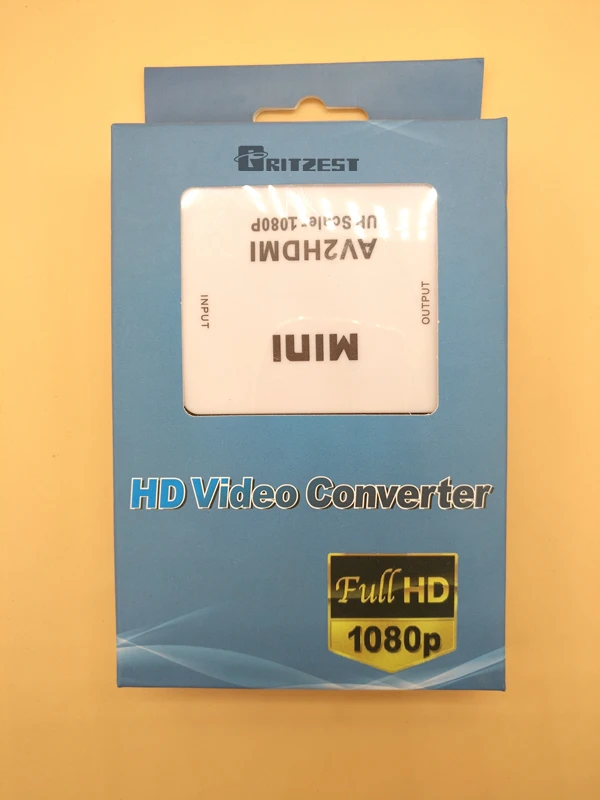 GRITZEST
UP Scale 1080P
AV2HDMI
INPUT
OUTPUT
MINI
HD Video Converter
Full HD
1080p